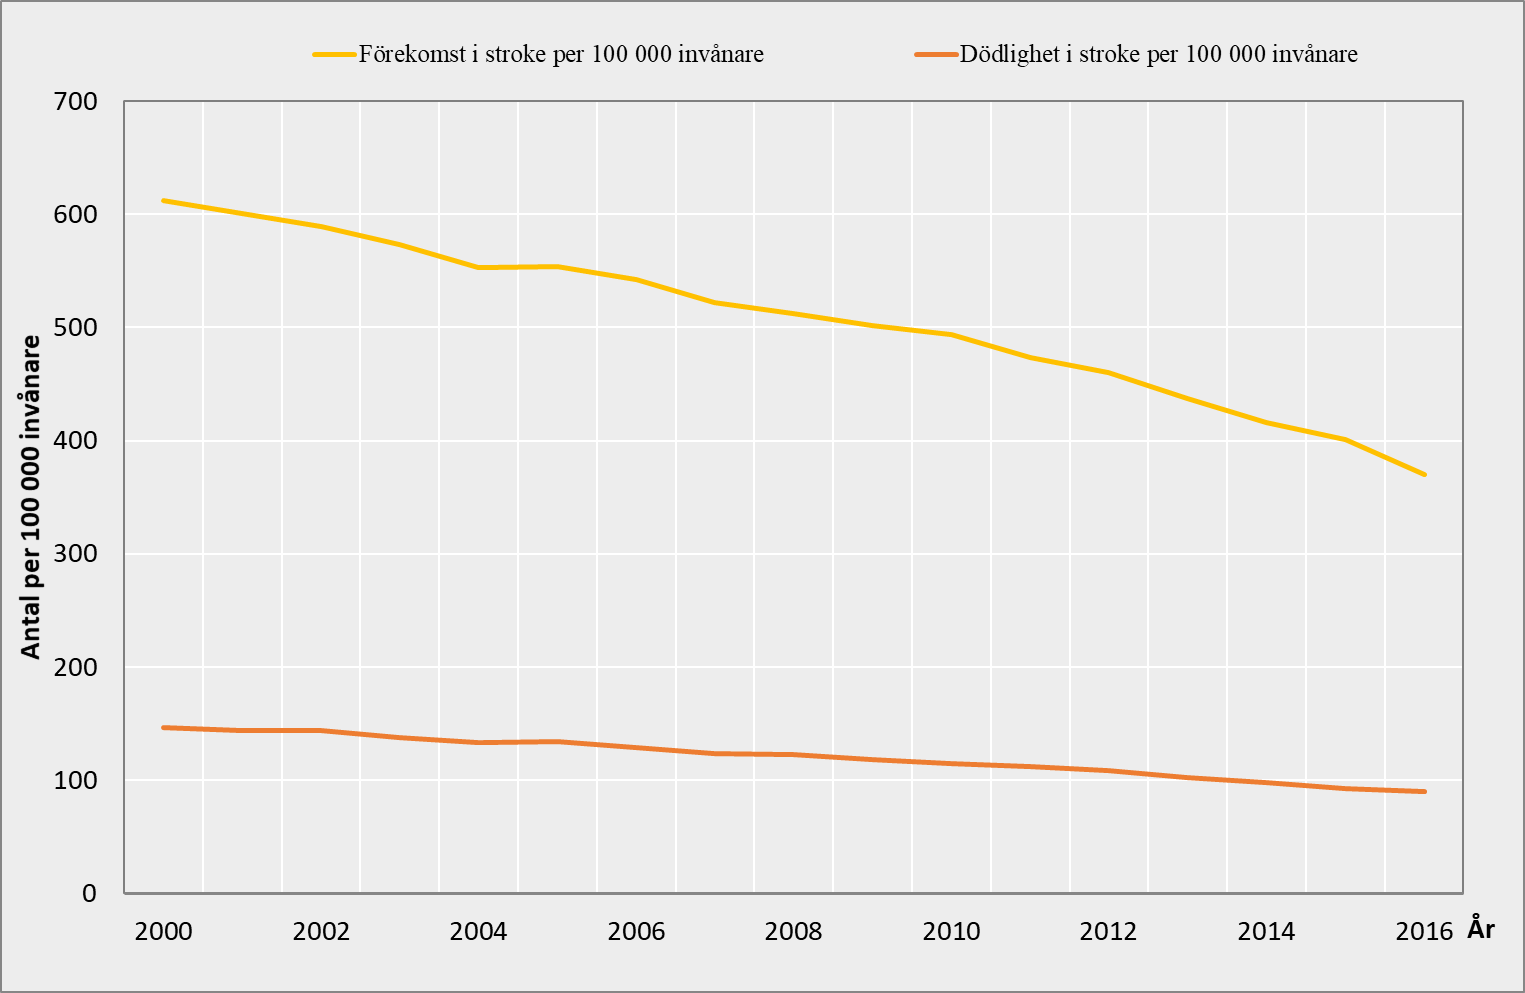 Förekomst i stroke per 100 000 invånare
Dödlighet i stroke per 100 000 invånare
Antal per 100 000 invånare
700
600
500
400
300
200
100
0
2000 2002 2004 2006 2008 2010 2012 2014 2016 År